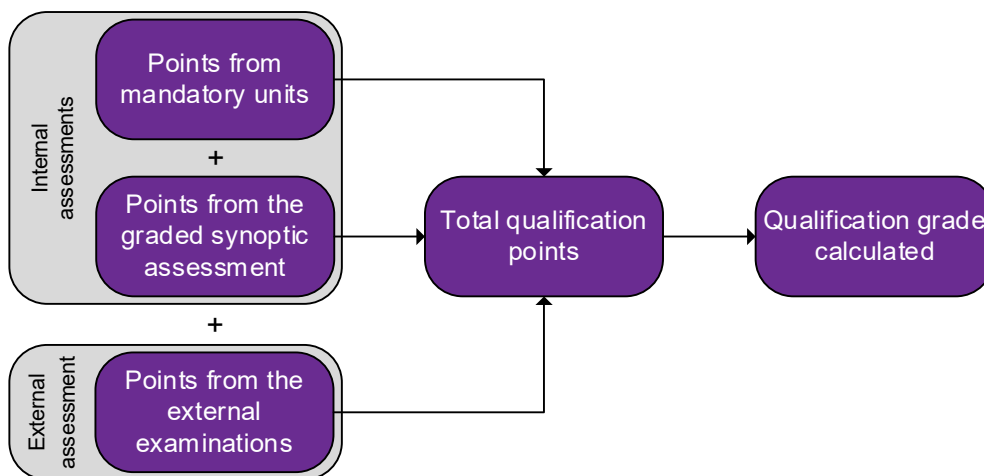 Internal
assessments
Points from
mandatory units
+
Points from the
graded synoptic
assessment
+
External
assessment
Points from the
external
examinations
Total qualification
points
Qualification grade
calculated